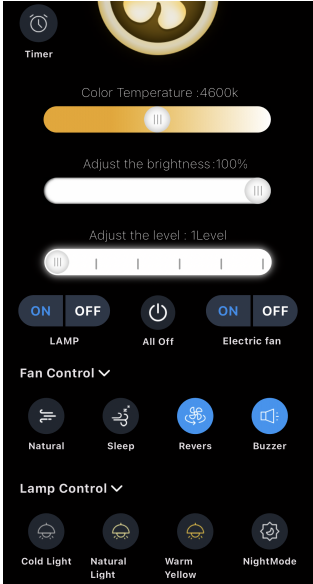 Timer
Color Temperature :4600k
Adjust the brightness:100%
Adjust the level : 1Level
ON OFF ON OFF
LAMP All Off Electric fan
Fan Control
Natural Sleep Revers Buzzer
Lamp Control
Cold Light Natural Warm NightMode
Light Yellow